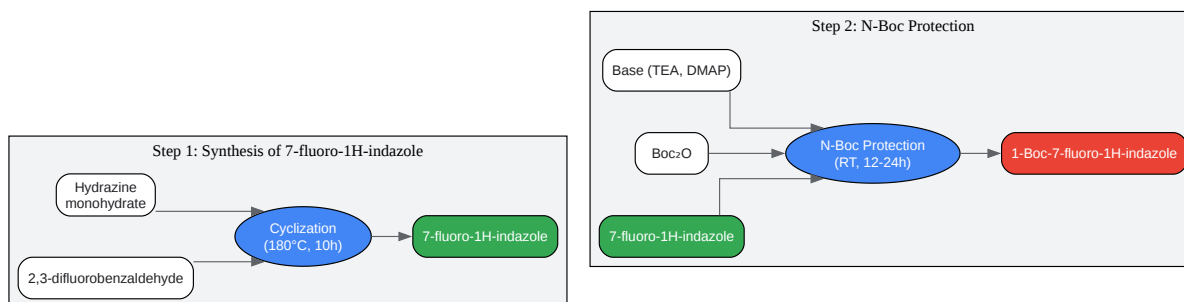 Step 1: Synthesis of 7-fluoro-1H-indazole
Hydrazine
monohydrate
2,3-difluorobenzaldehyde
Cyclization
(180°C, 10h)
7-fluoro-1H-indazole
Step 2: N-Boc Protection
Base (TEA, DMAP)
Boc₂O
7-fluoro-1H-indazole
N-Boc Protection
(RT, 12-24h)
1-Boc-7-fluoro-1H-indazole